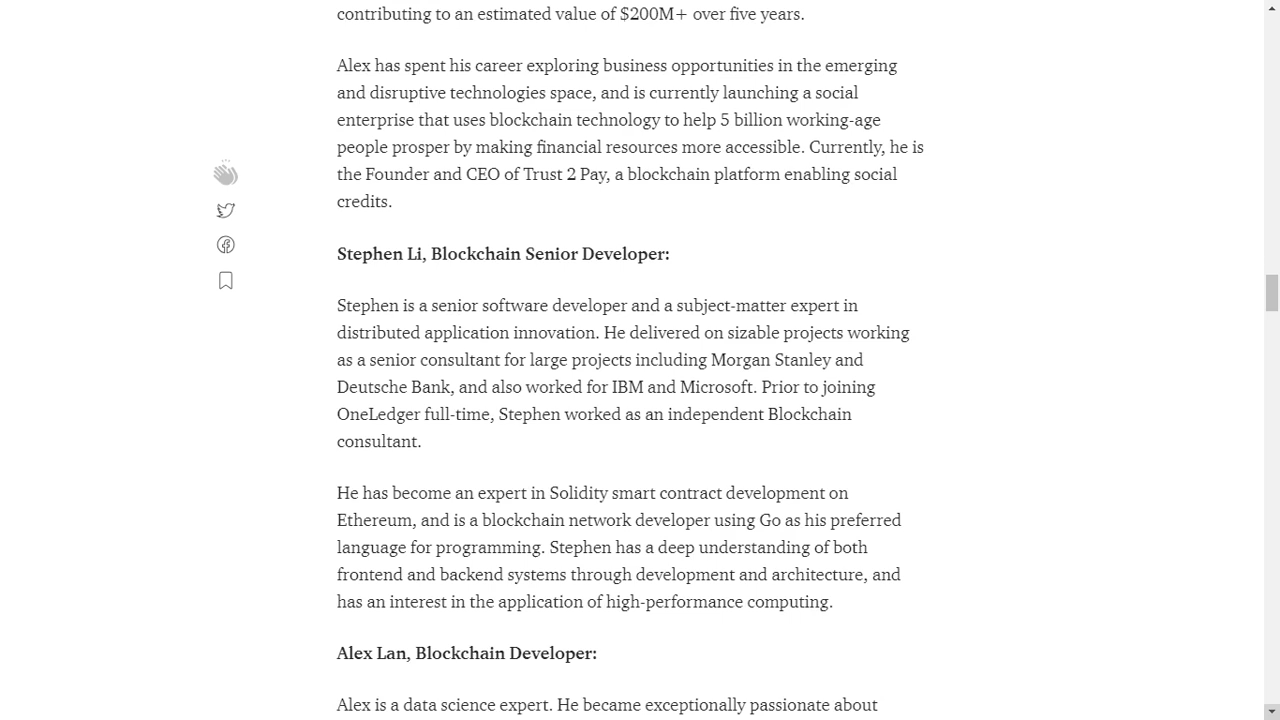 contributing to an estimated value of $200M+ over five years.
Alex has spent his career exploring business opportunities in the emerging
and disruptive technologies space, and is currently launching a social
enterprise that uses blockchain technology to help 5 billion working-age
people prosper by making financial resources more accessible. Currently, he is
the Founder and CEO of Trust 2 Pay, a blockchain platform enabling social
credits.
Stephen Li, Blockchain Senior Developer:
Stephen is a senior software developer and a subject-matter expert in
distributed application innovation. He delivered on sizable projects working
as a senior consultant for large projects including Morgan Stanley and
Deutsche Bank, and also worked for IBM and Microsoft. Prior to joining
OneLedger full-time, Stephen worked as an independent Blockchain
consultant.
He has become an expert in Solidity smart contract development on
Ethereum, and is a blockchain network developer using Go as his preferred
language for programming. Stephen has a deep understanding of both
frontend and backend systems through development and architecture, and
has an interest in the application of high-performance computing.
Alex Lan, Blockchain Developer:
Alex is a data science expert. He became exceptionally passionate about